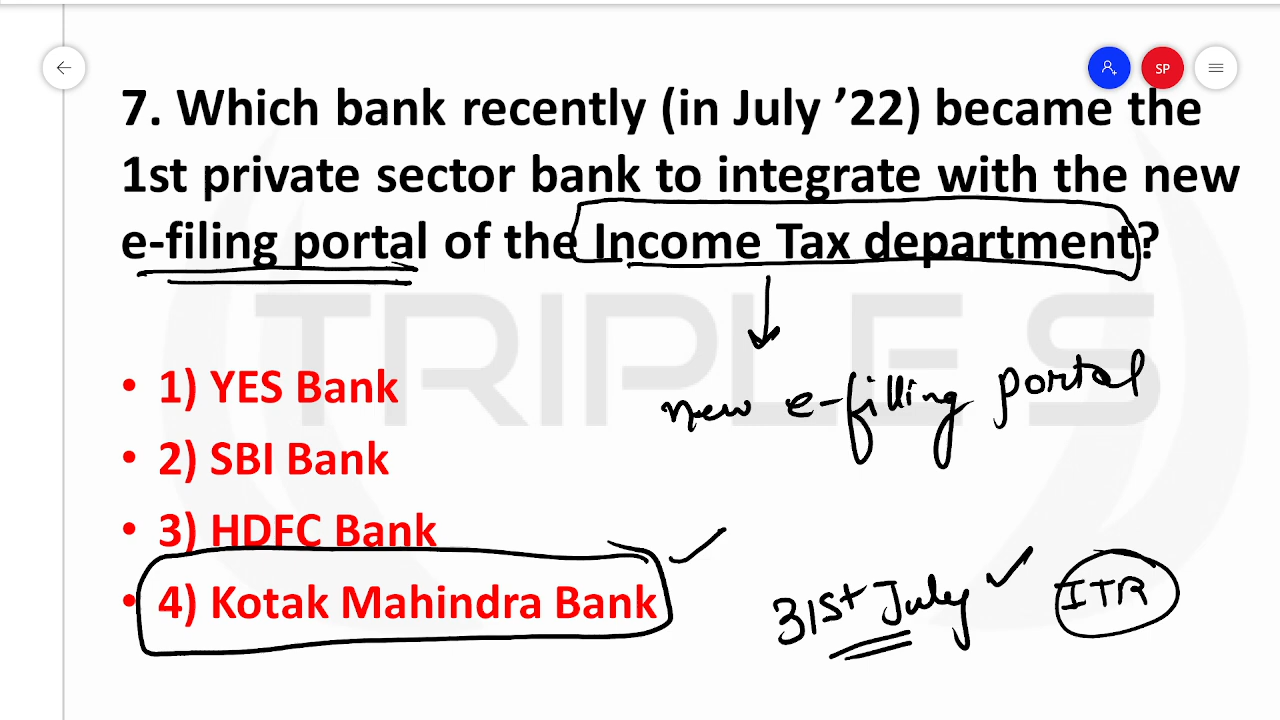 SP
7. Which bank recently (in July ’22) became the
1st private sector bank to integrate with the new
e-filing portal of the Income Tax department?
TRIPLE S
• 1) YES Bank
new e-filling portal
• 2) SBI Bank
• 3) HDFC Bank
• 4) Kotak Mahindra Bank
31st July ITR